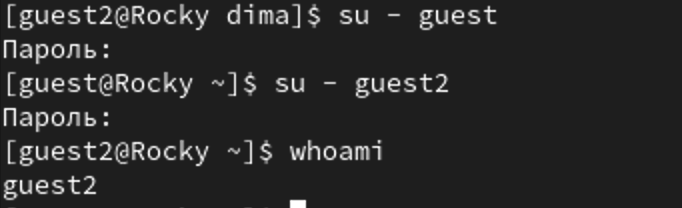 [guest2@Rocky dima]$ su - guest
Пароль:
[guest@Rocky ~]$ su - guest2
Пароль:
[guest2@Rocky ~]$ whoami
guest2